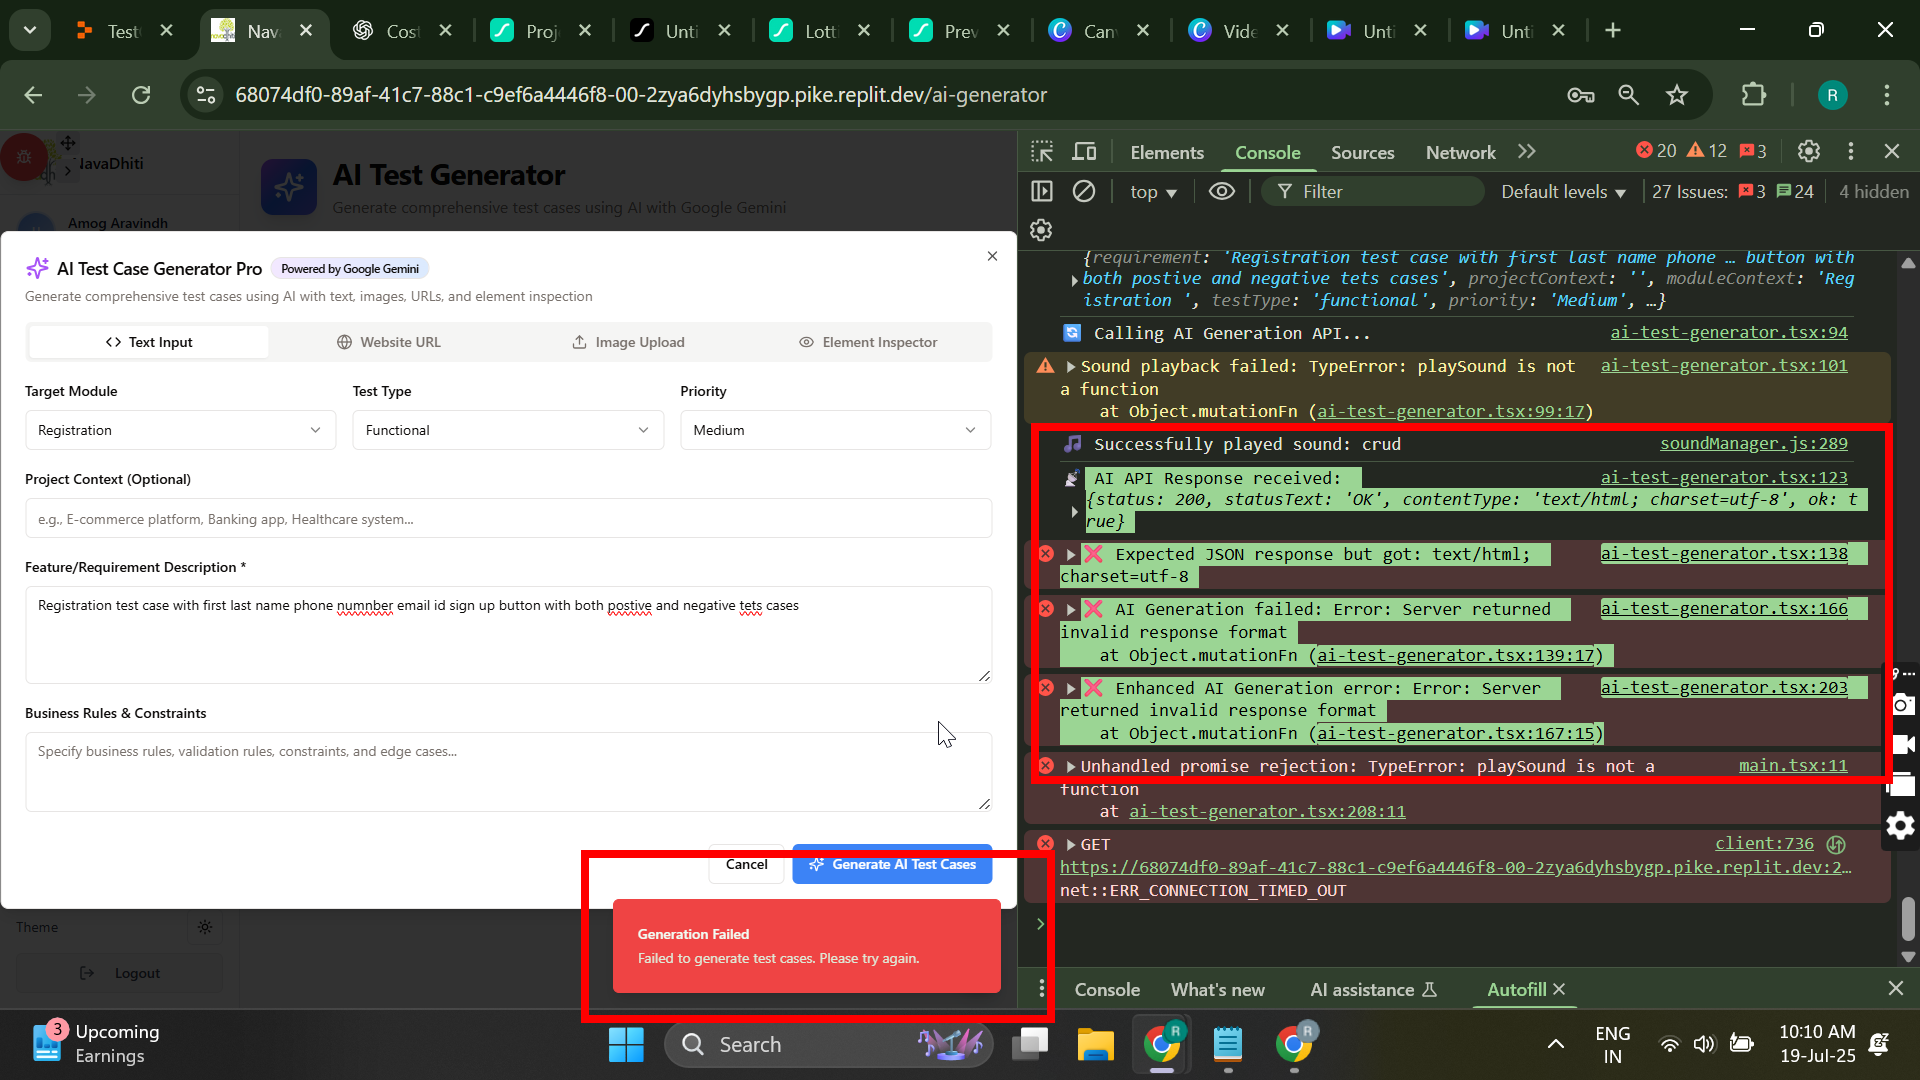 Test
Nav
Cost
Proj
Unti
Lotti
Prev
Can
Vide
Unti
Unti
68074df0-89af-41c7-88c1-c9ef6a4446f8-00-2zya6dyhsbygp.pike.replit.dev/ai-generator
R
NavaDhiti
AI Test Generator
Generate comprehensive test cases using AI with Google Gemini
Amog Aravindh
AI Test Case Generator Pro
Powered by Google Gemini
Generate comprehensive test cases using AI with text, images, URLs, and element inspection
Text Input
Website URL
Image Upload
Element Inspector
Target Module
Test Type
Priority
Registration
Functional
Medium
Project Context (Optional)
e.g., E-commerce platform, Banking app, Healthcare system...
Feature/Requirement Description *
Registration test case with first last name phone numnber email id sign up button with both postive and negative tets cases
Business Rules & Constraints
Specify business rules, validation rules, constraints, and edge cases...
Cancel
Generate AI Test Cases
Generation Failed
Failed to generate test cases. Please try again.
Theme
Logout
Elements
Console
Sources
Network
20
12
3
top
Filter
Default levels
27 Issues:
3
24
4 hidden
{requirement: 'Registration test case with first last name phone … button with
both postive and negative tets cases', projectContext: '', moduleContext: 'Reg
istration ', testType: 'functional', priority: 'Medium', …}
Calling AI Generation API... ai-test-generator.tsx:94
Sound playback failed: TypeError: playSound is not ai-test-generator.tsx:101
a function
at Object.mutationFn (ai-test-generator.tsx:99:17)
Successfully played sound: crud soundManager.js:289
AI API Response received: ai-test-generator.tsx:123
{status: 200, statusText: 'OK', contentType: 'text/html; charset=utf-8', ok: t
rue}
Expected JSON response but got: text/html; ai-test-generator.tsx:138
charset=utf-8
AI Generation failed: Error: Server returned ai-test-generator.tsx:166
invalid response format
at Object.mutationFn (ai-test-generator.tsx:139:17)
Enhanced AI Generation error: Error: Server ai-test-generator.tsx:203
returned invalid response format
at Object.mutationFn (ai-test-generator.tsx:167:15)
Unhandled promise rejection: TypeError: playSound is not a main.tsx:11
function
at ai-test-generator.tsx:208:11
GET client:736
https://68074df0-89af-41c7-88c1-c9ef6a4446f8-00-2zya6dyhsbygp.pike.replit.dev:2…
net::ERR_CONNECTION_TIMED_OUT
Console
What's new
AI assistance
Autofill
3
Upcoming
Earnings
Search
R
R
ENG
IN
10:10 AM
19-Jul-25